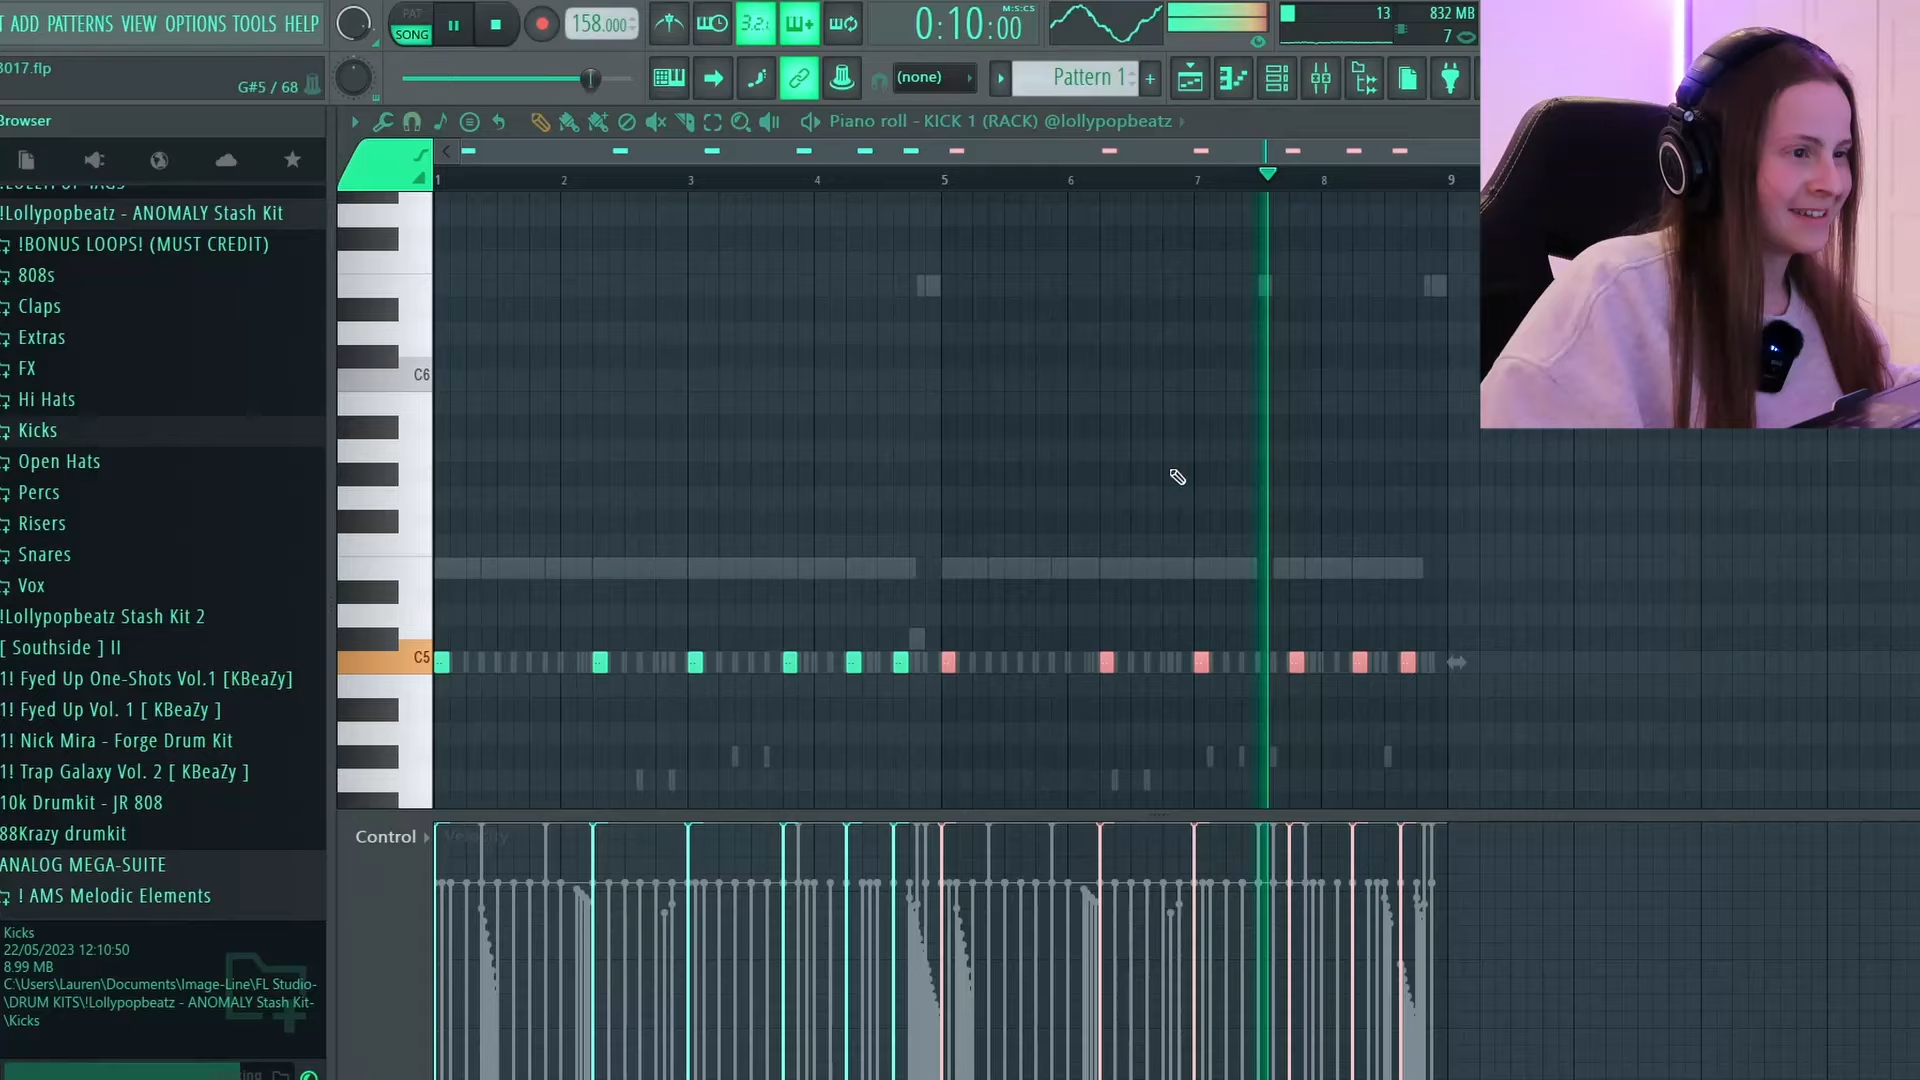 ADD PATTERNS VIEW OPTIONS TOOLS HELP
PAT
SONG
158.000
3.2.
0:10:00
M:S:CS
13
832 MB
7
3017.flp
G#5 / 68
(none)
Pattern 1
+
Browser
Piano roll - KICK 1 (RACK) @lollypopbeatz
1 2 3 4 5 6 7 8 9
!Lollypopbeatz - ANOMALY Stash Kit
!BONUS LOOPS! (MUST CREDIT)
808s
Claps
Extras
FX
Hi Hats
Kicks
Open Hats
Percs
Risers
Snares
Vox
!Lollypopbeatz Stash Kit 2
[ Southside ] II
1! Fyed Up One-Shots Vol.1 [KBeaZy]
1! Fyed Up Vol. 1 [ KBeaZy ]
1! Nick Mira - Forge Drum Kit
1! Trap Galaxy Vol. 2 [ KBeaZy ]
10k Drumkit - JR 808
88Krazy drumkit
ANALOG MEGA-SUITE
! AMS Melodic Elements
C6
C5
Control
Velocity
Kicks
22/05/2023 12:10:50
8.99 MB
C:\Users\Lauren\Documents\Image-Line\FL Studio-
\DRUM KITS\!Lollypopbeatz - ANOMALY Stash Kit-
\Kicks